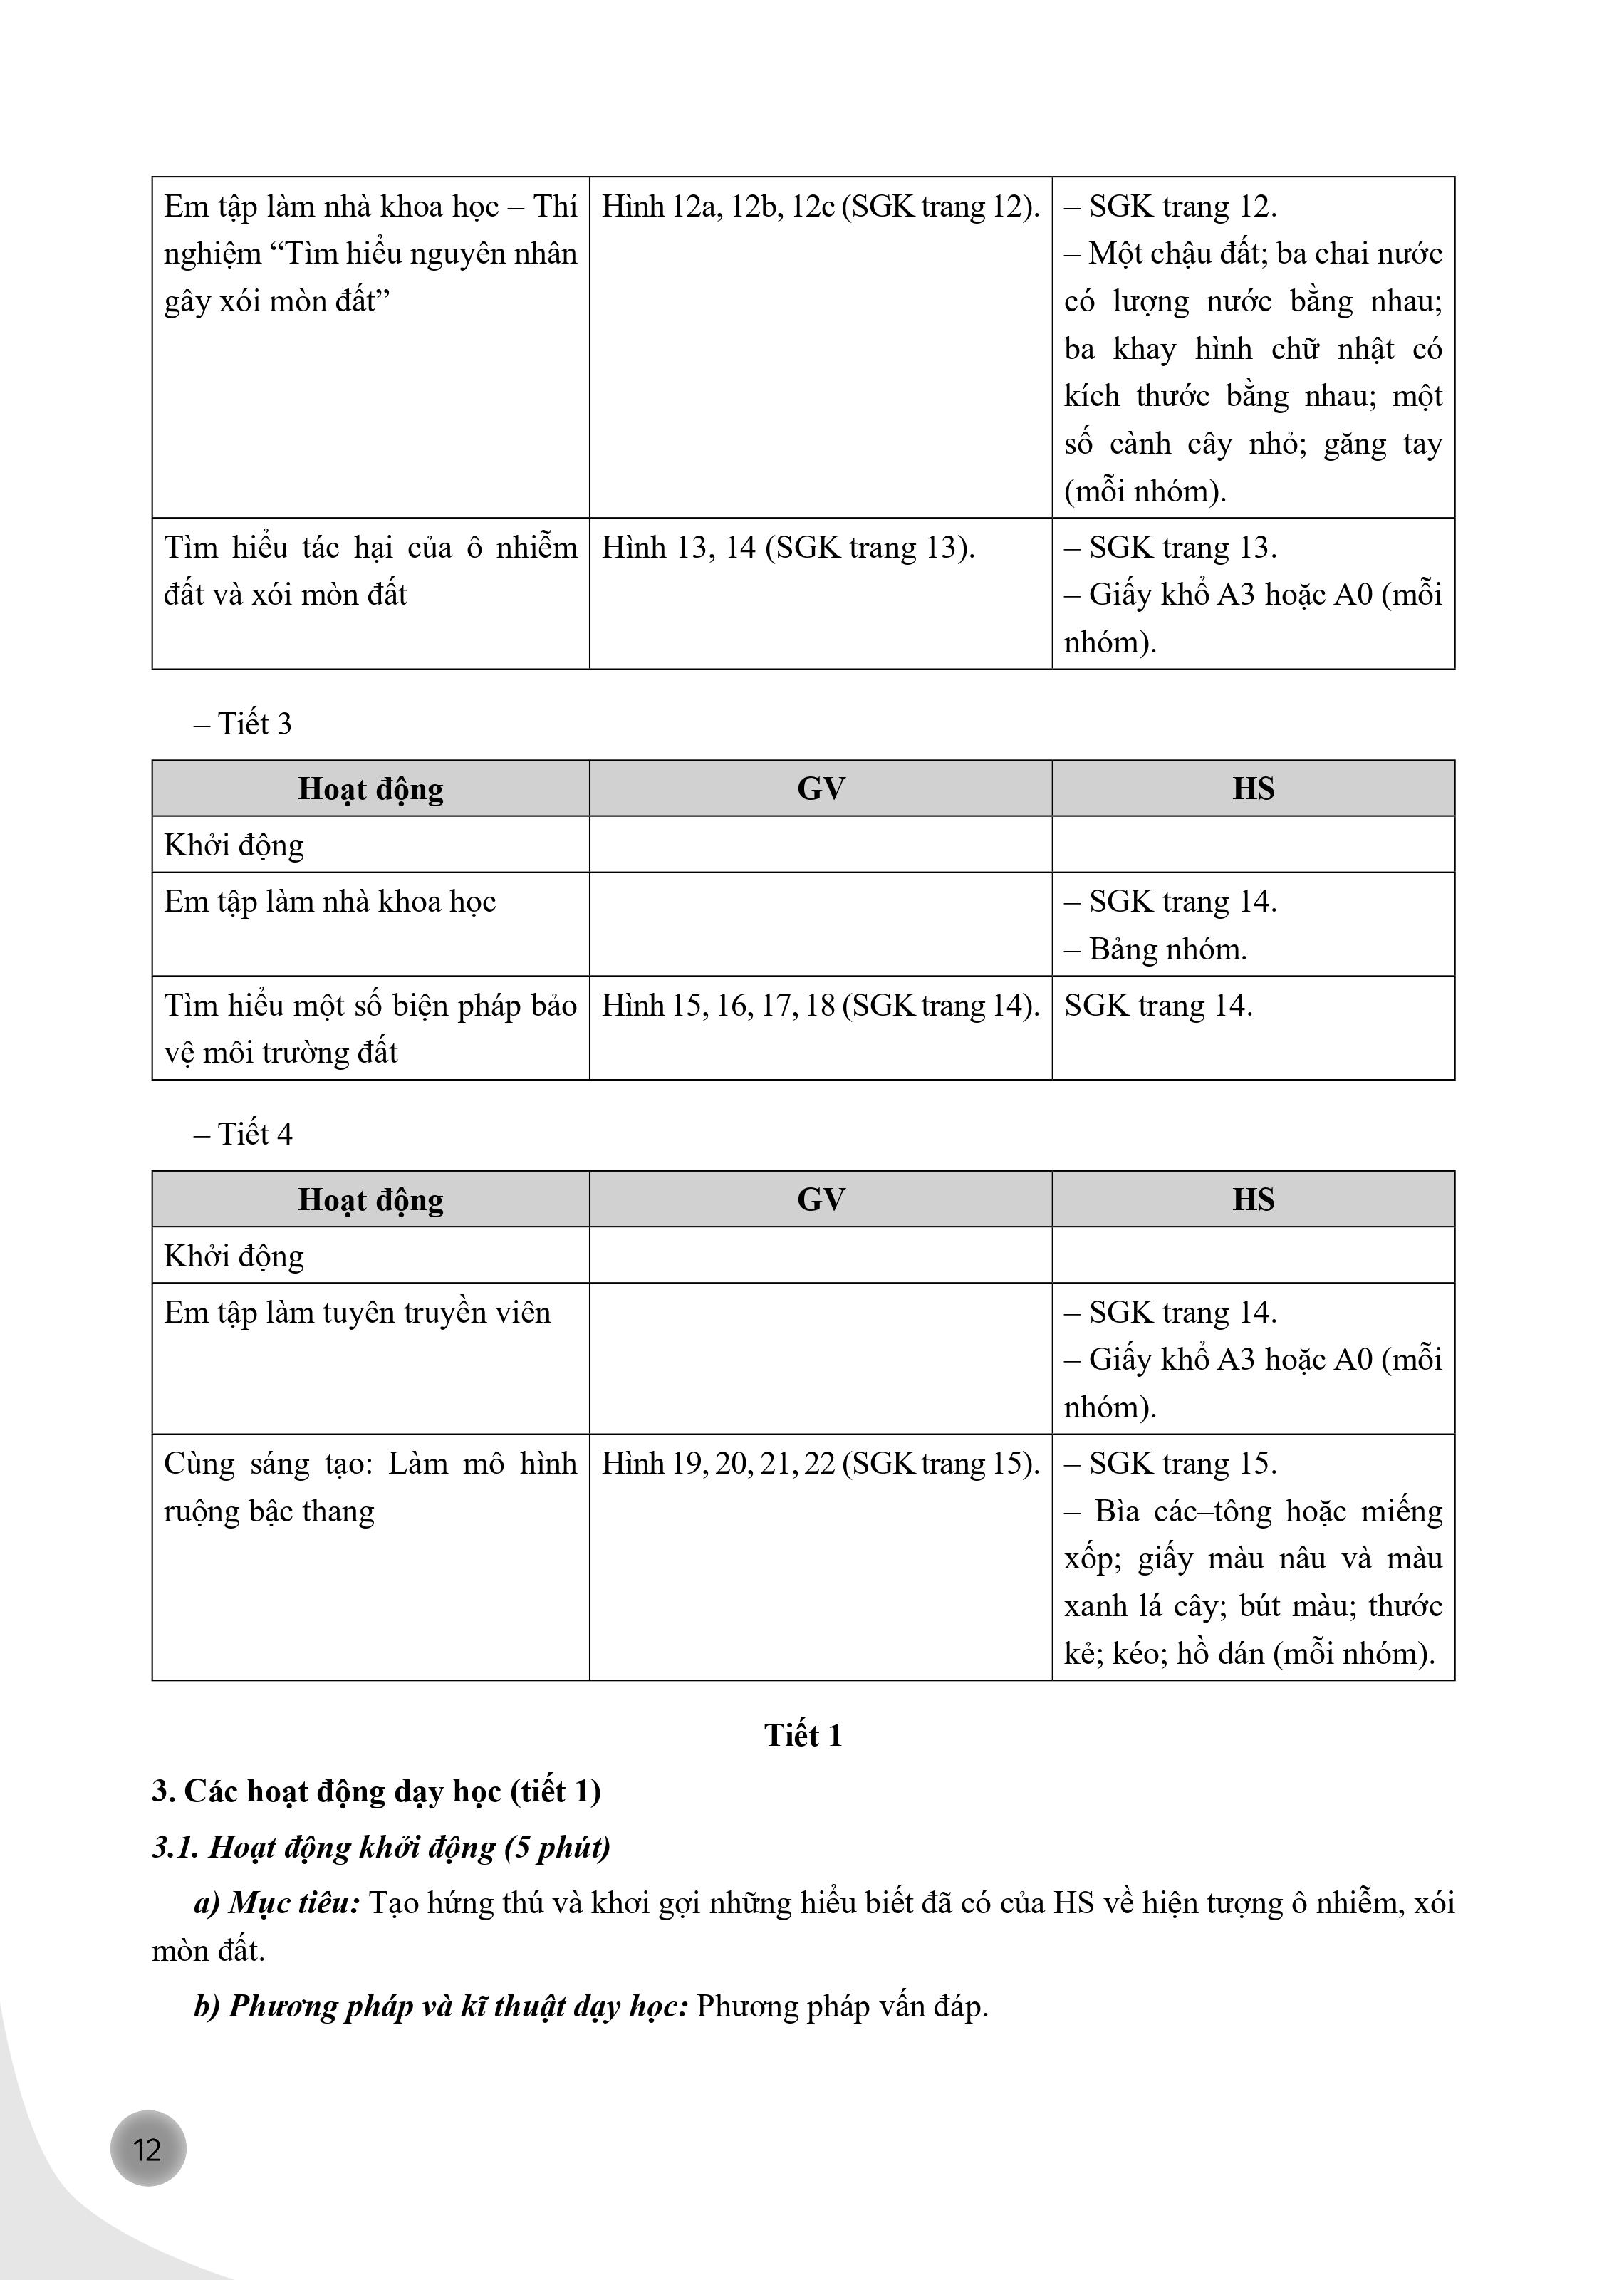 Em tập làm nhà khoa học – Thí
nghiệm “Tìm hiểu nguyên nhân
gây xói mòn đất”
Hình 12a, 12b, 12c (SGK trang 12).
– SGK trang 12.
– Một chậu đất; ba chai nước
có lượng nước bằng nhau;
ba khay hình chữ nhật có
kích thước bằng nhau; một
số cành cây nhỏ; găng tay
(mỗi nhóm).
Tìm hiểu tác hại của ô nhiễm
đất và xói mòn đất
Hình 13, 14 (SGK trang 13).
– SGK trang 13.
– Giấy khổ A3 hoặc A0 (mỗi
nhóm).
– Tiết 3
Hoạt động
GV
HS
Khởi động
Em tập làm nhà khoa học
– SGK trang 14.
– Bảng nhóm.
Tìm hiểu một số biện pháp bảo
vệ môi trường đất
Hình 15, 16, 17, 18 (SGK trang 14).
SGK trang 14.
– Tiết 4
Hoạt động
GV
HS
Khởi động
Em tập làm tuyên truyền viên
– SGK trang 14.
– Giấy khổ A3 hoặc A0 (mỗi
nhóm).
Cùng sáng tạo: Làm mô hình
ruộng bậc thang
Hình 19, 20, 21, 22 (SGK trang 15).
– SGK trang 15.
– Bìa các–tông hoặc miếng
xốp; giấy màu nâu và màu
xanh lá cây; bút màu; thước
kẻ; kéo; hồ dán (mỗi nhóm).
Tiết 1
3. Các hoạt động dạy học (tiết 1)
3.1. Hoạt động khởi động (5 phút)
a) Mục tiêu: Tạo hứng thú và khơi gợi những hiểu biết đã có của HS về hiện tượng ô nhiễm, xói
mòn đất.
b) Phương pháp và kĩ thuật dạy học: Phương pháp vấn đáp.
12